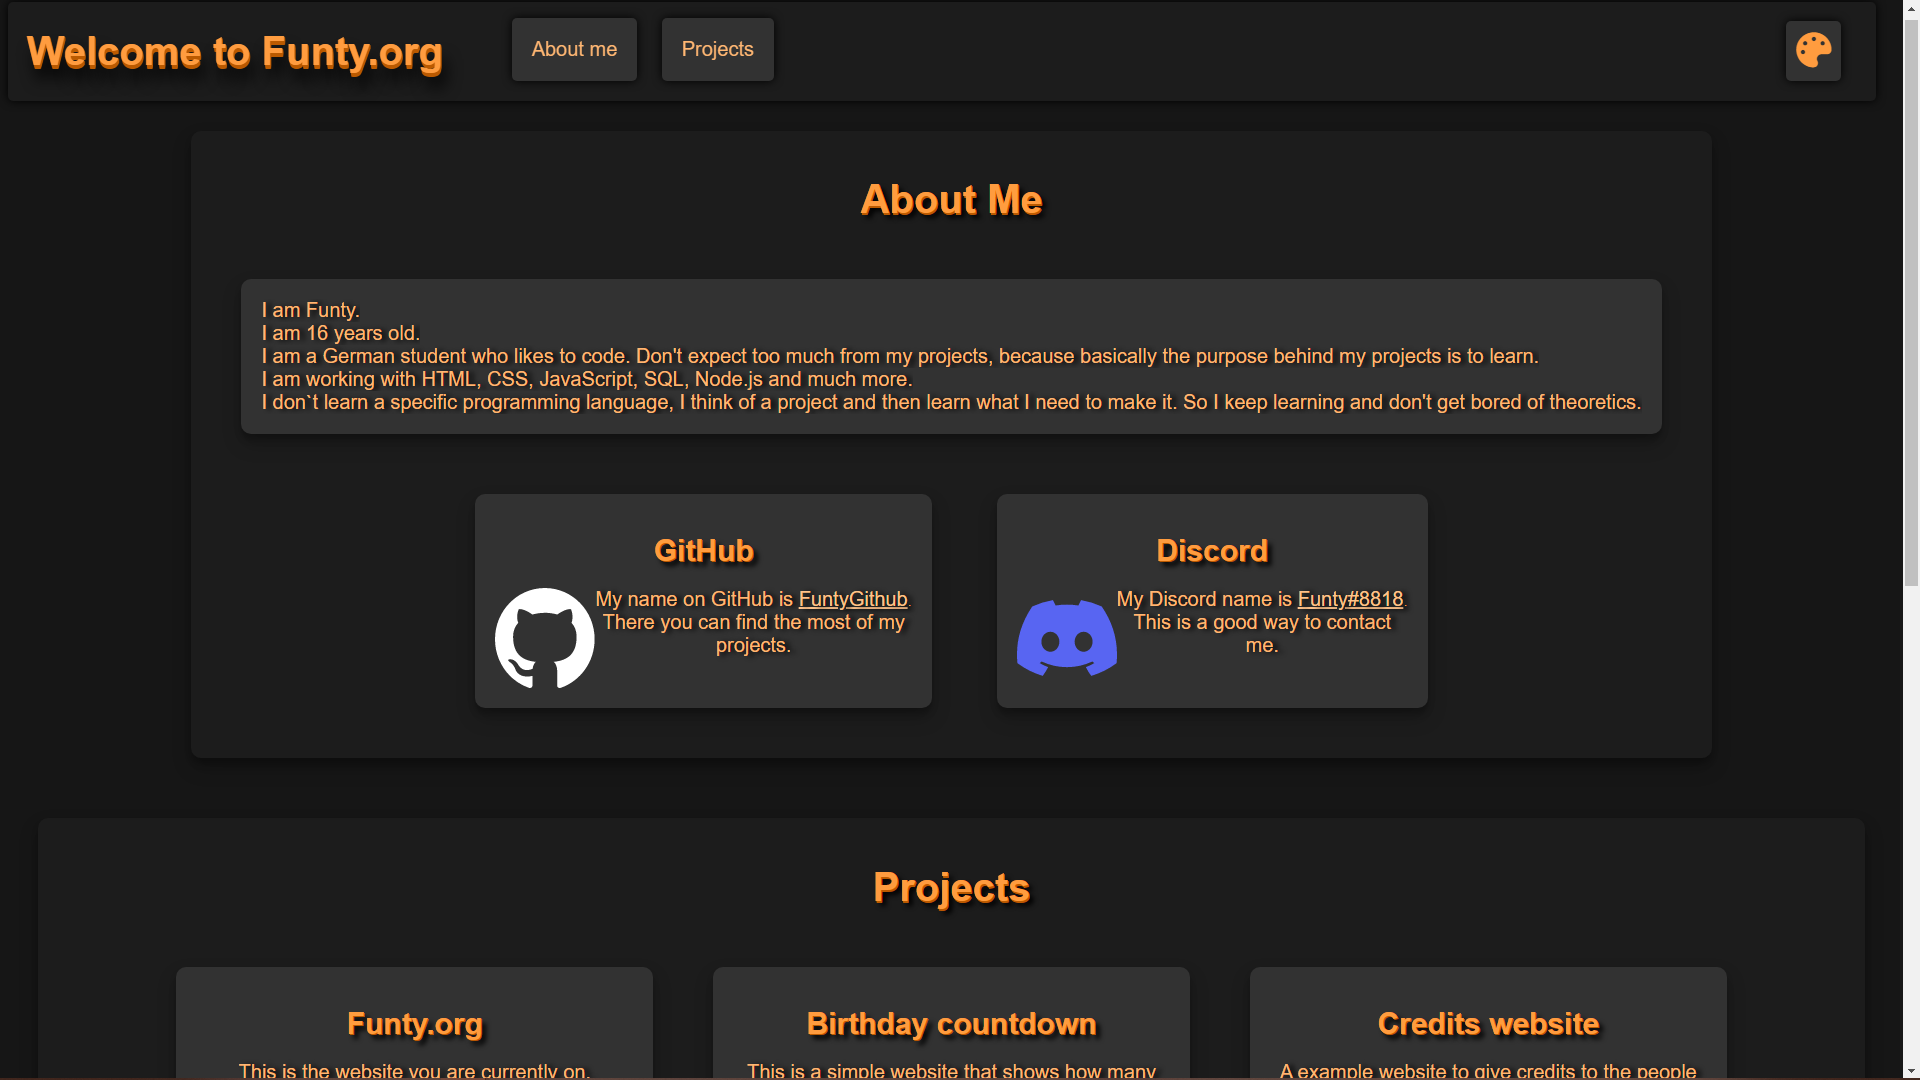 Welcome to Funty.org
About me
Projects
About Me
I am Funty.
I am 16 years old.
I am a German student who likes to code. Don't expect too much from my projects, because basically the purpose behind my projects is to learn.
I am working with HTML, CSS, JavaScript, SQL, Node.js and much more.
I don`t learn a specific programming language, I think of a project and then learn what I need to make it. So I keep learning and don't get bored of theoretics.
GitHub
My name on GitHub is FuntyGithub.
There you can find the most of my
projects.
Discord
My Discord name is Funty#8818.
This is a good way to contact
me.
Projects
Funty.org
This is the website you are currently on.
Birthday countdown
This is a simple website that shows how many
Credits website
A example website to give credits to the people